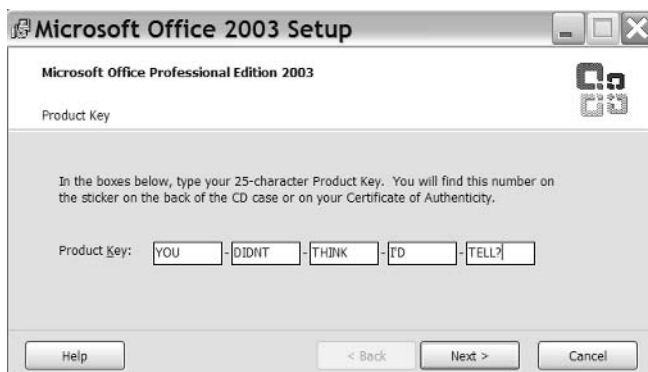 Microsoft Office 2003 Setup
Microsoft Office Professional Edition 2003
Product Key
In the boxes below, type your 25-character Product Key. You will find this number on
the sticker on the back of the CD case or on your Certificate of Authenticity.
Product Key: YOU - DIDNT - THINK - I'D - TELL?
Help < Back Next > Cancel